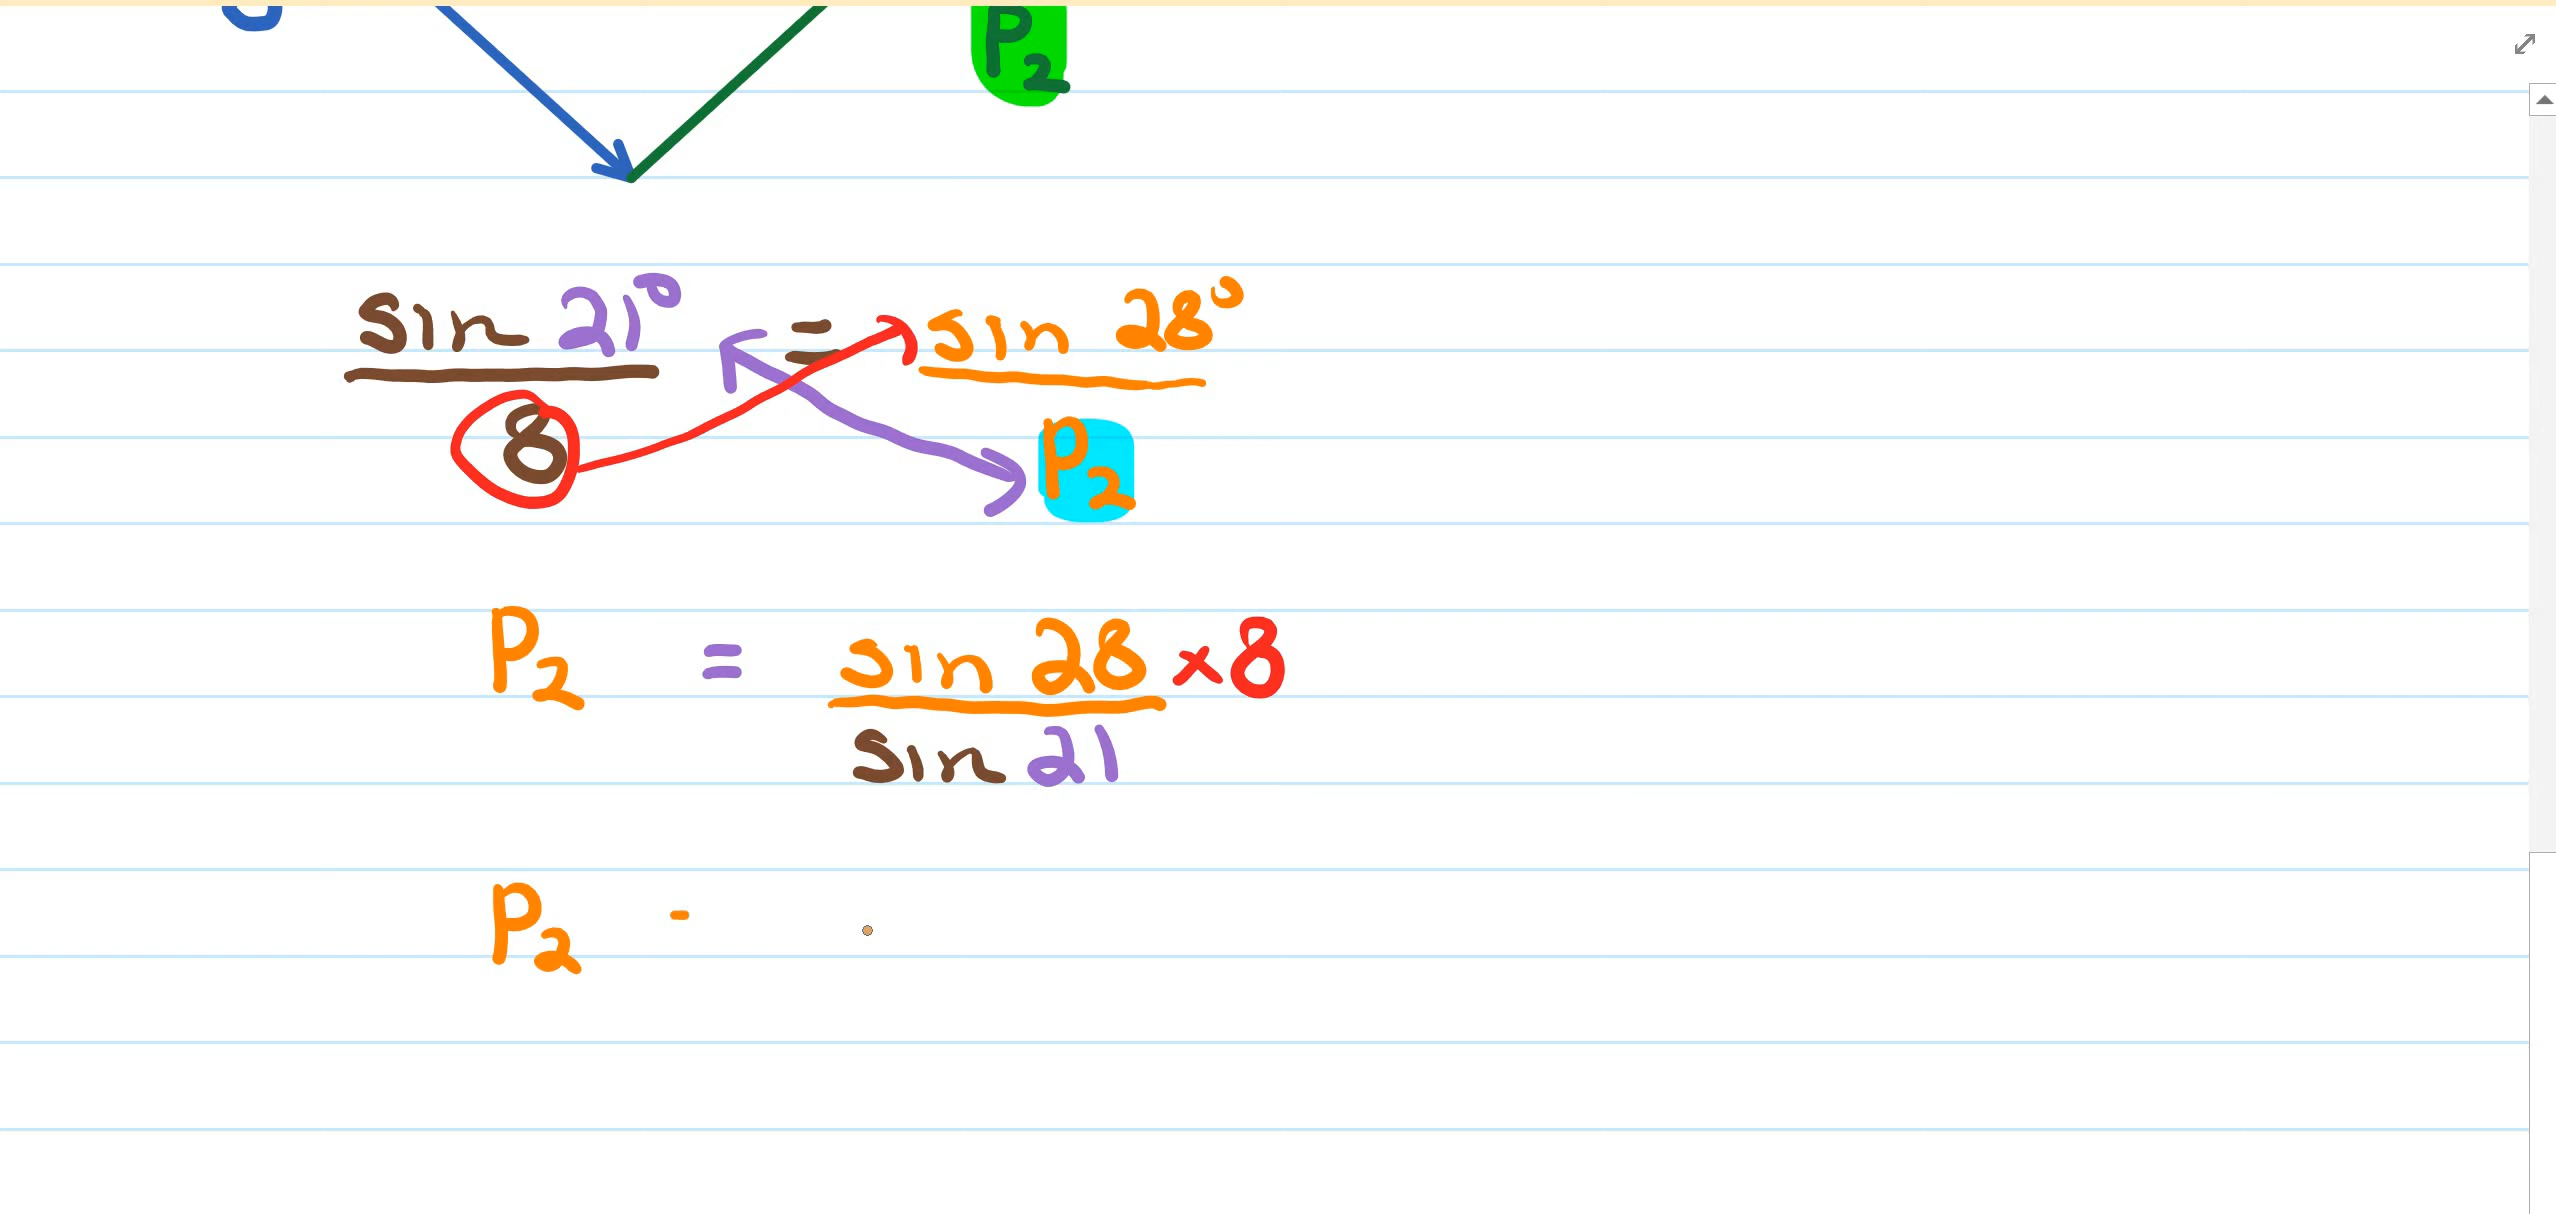 P2
sin 21° = sin 28°
8 P2
P2 = sin 28 × 8
sin 21
P2 -